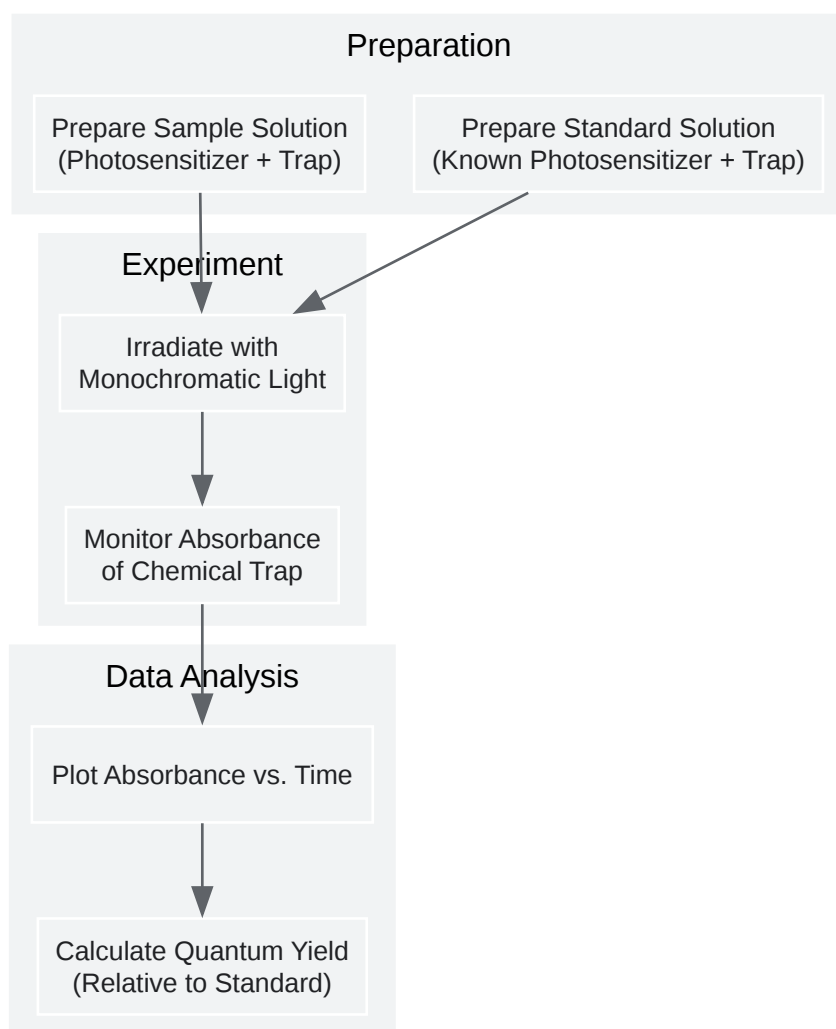 Preparation
Prepare Sample Solution
(Photosensitizer + Trap)
Prepare Standard Solution
(Known Photosensitizer + Trap)
Experiment
Irradiate with
Monochromatic Light
Monitor Absorbance
of Chemical Trap
Data Analysis
Plot Absorbance vs. Time
Calculate Quantum Yield
(Relative to Standard)